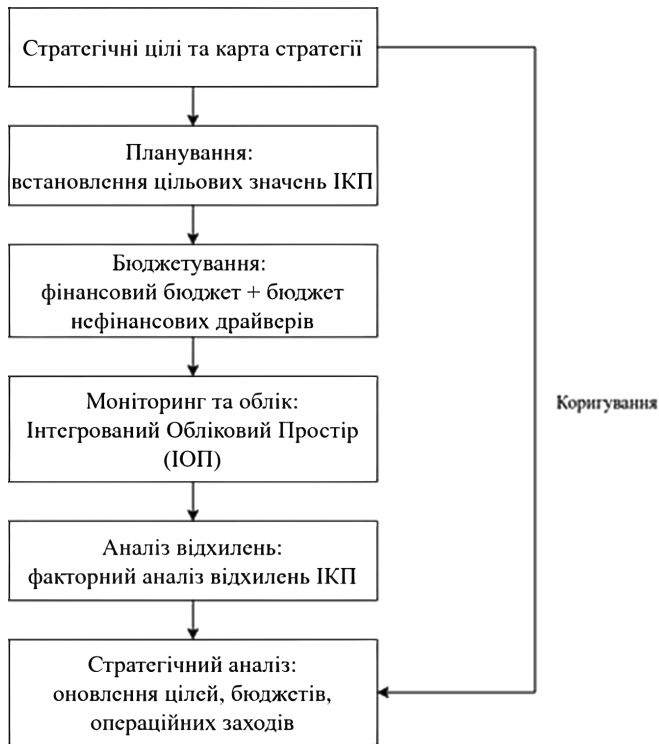 Стратегічні цілі та карта стратегії
Планування:
встановлення цільових значень ІКП
Бюджетування:
фінансовий бюджет + бюджет
нефінансових драйверів
Моніторинг та облік:
Інтегрований Обліковий Простір
(ІОП)
Коригування
Аналіз відхилень:
факторний аналіз відхилень ІКП
Стратегічний аналіз:
оновлення цілей, бюджетів,
операційних заходів